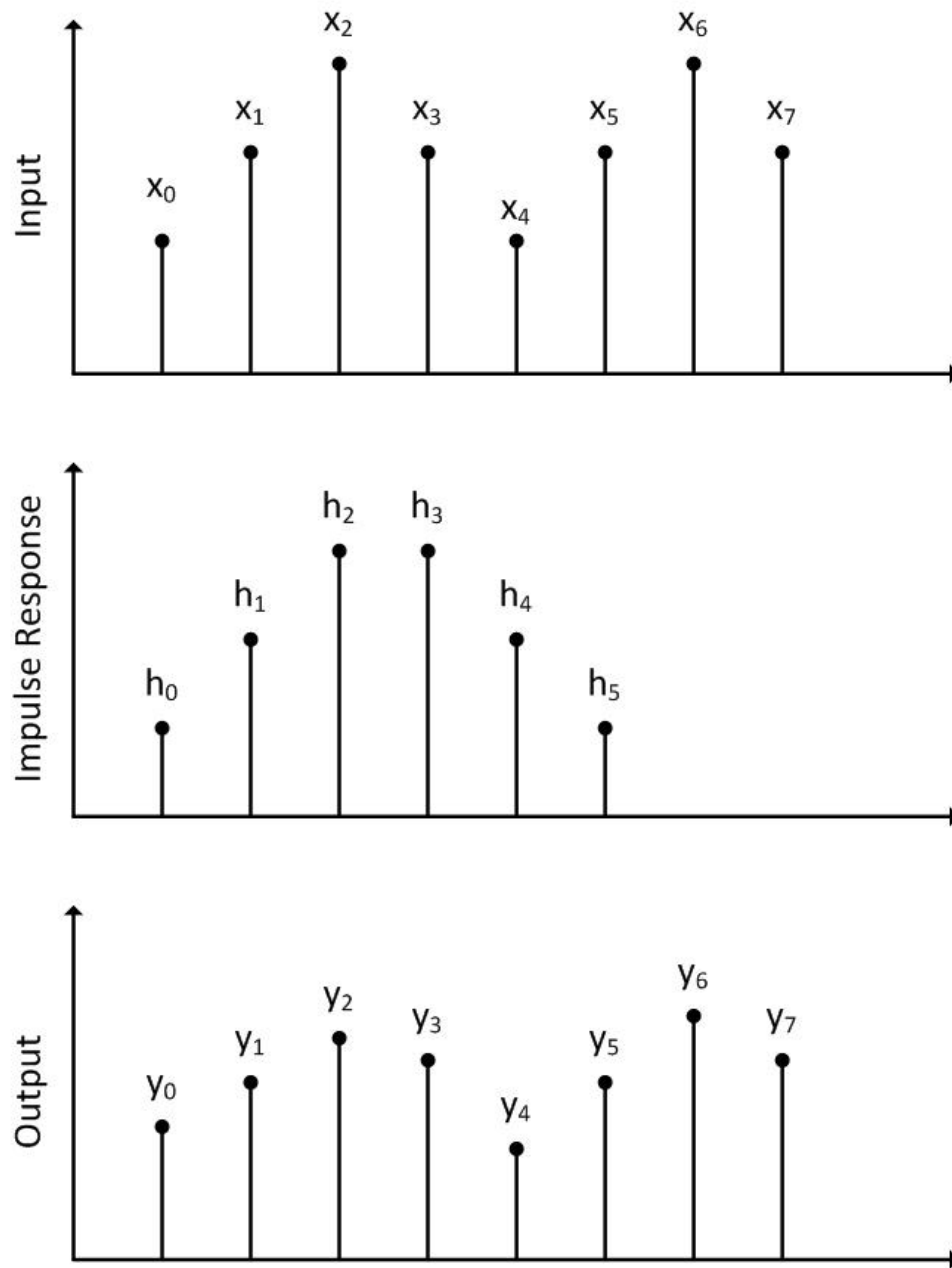 Input
x₀
x₁
x₂
x₃
x₄
x₅
x₆
x₇
Impulse Response
h₀
h₁
h₂
h₃
h₄
h₅
Output
y₀
y₁
y₂
y₃
y₄
y₅
y₆
y₇